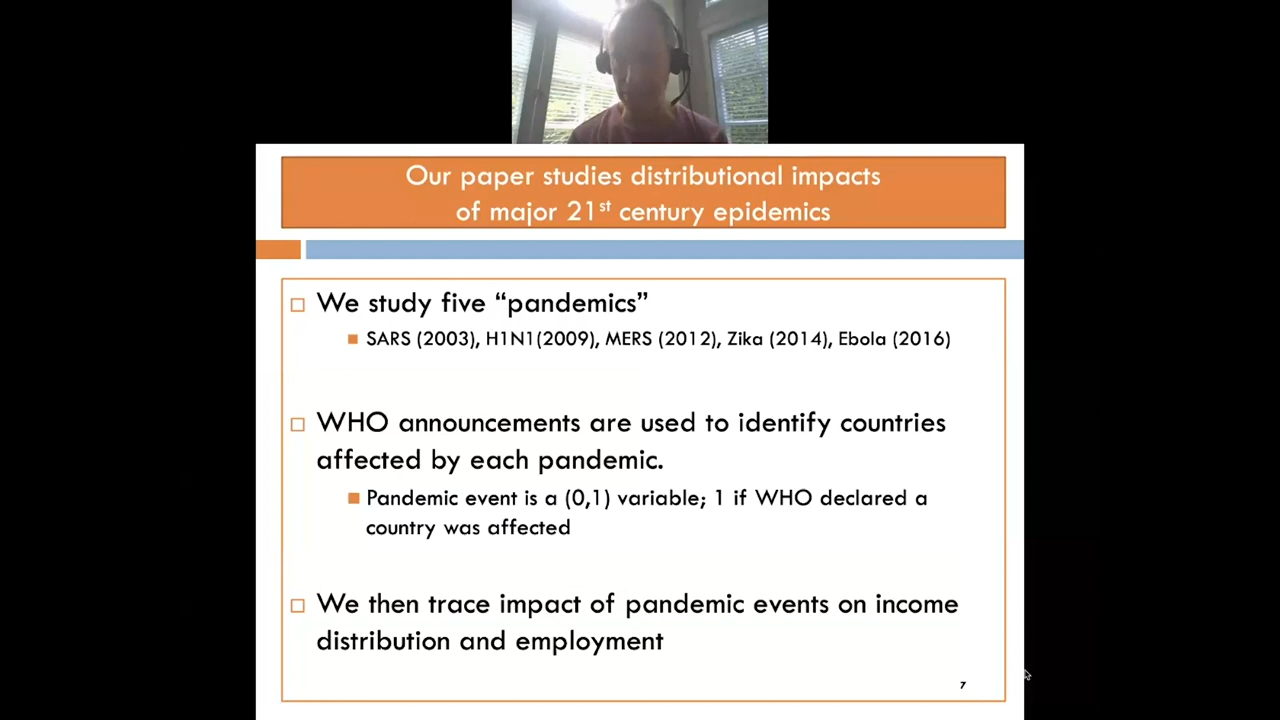 Our paper studies distributional impacts
of major 21st century epidemics
We study five “pandemics”
SARS (2003), H1N1(2009), MERS (2012), Zika (2014), Ebola (2016)
WHO announcements are used to identify countries
affected by each pandemic.
Pandemic event is a (0,1) variable; 1 if WHO declared a
country was affected
We then trace impact of pandemic events on income
distribution and employment
7